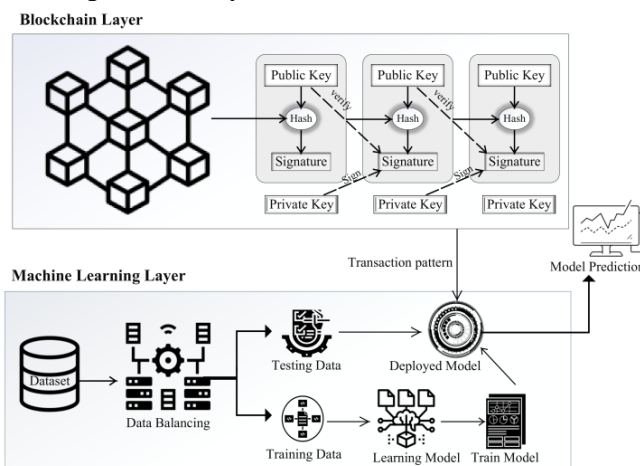 Blockchain Layer
Public Key Public Key Public Key
verify verify
Hash Hash Hash
Signature Signature Signature
Sign Sign
Private Key Private Key Private Key
Transaction pattern
Model Prediction
Machine Learning Layer
Dataset
Data Balancing
Testing Data
Deployed Model
Training Data
Learning Model
Train Model